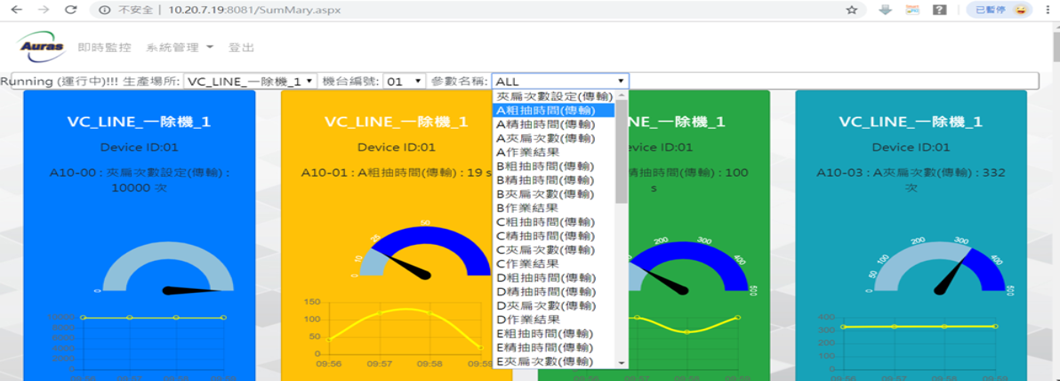 不安全 | 10.20.7.19:8081/SumMary.aspx
已暫停
Auras 即時監控 系統管理 登出
Running (運行中)!!! 生產場所: VC_LINE_一除機_1 機台編號: 01 參數名稱: ALL
夾扁次數設定(傳輸)
A粗抽時間(傳輸)
A精抽時間(傳輸)
A夾扁次數(傳輸)
A作業結果
B粗抽時間(傳輸)
B精抽時間(傳輸)
B夾扁次數(傳輸)
B作業結果
C粗抽時間(傳輸)
C精抽時間(傳輸)
C夾扁次數(傳輸)
C作業結果
D粗抽時間(傳輸)
D精抽時間(傳輸)
D夾扁次數(傳輸)
D作業結果
E粗抽時間(傳輸)
E精抽時間(傳輸)
E夾扁次數(傳輸)
VC_LINE_一除機_1
Device ID:01
A10-00 : 夾扁次數設定(傳輸) :
10000 次
0
VC_LINE_一除機_1
Device ID:01
A10-01 : A粗抽時間(傳輸) : 19 s
0 10 20 50
150
100
50
0
09:56 09:57 09:58 09:59
NE_一除機_1
evice ID:01
精抽時間(傳輸) : 100
s
200 300 400 500
VC_LINE_一除機_1
Device ID:01
A10-03 : A夾扁次數(傳輸) : 332
次
0 50 100 200 300 400 500
400
300
200
100
0